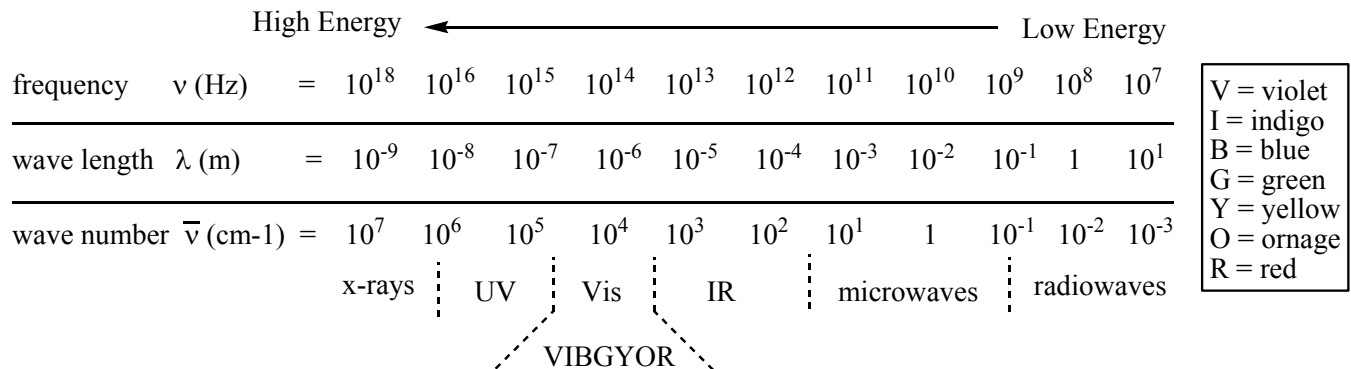 High Energy Low Energy
frequency ν (Hz) = 10^18 10^16 10^15 10^14 10^13 10^12 10^11 10^10 10^9 10^8 10^7
wave length λ (m) = 10^-9 10^-8 10^-7 10^-6 10^-5 10^-4 10^-3 10^-2 10^-1 1 10^1
wave number ν̅ (cm-1) = 10^7 10^6 10^5 10^4 10^3 10^2 10^1 1 10^-1 10^-2 10^-3
x-rays UV Vis IR microwaves radiowaves
VIBGYOR
V = violet
I = indigo
B = blue
G = green
Y = yellow
O = ornage
R = red